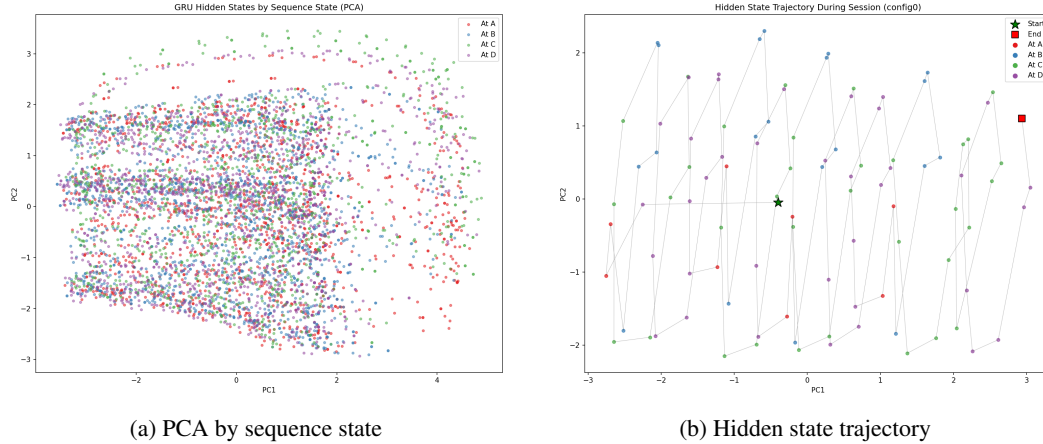 GRU Hidden States by Sequence State (PCA)
At A
At B
At C
At D
3
2
1
0
−1
−2
−3
PC2
−2
0
2
4
PC1
(a) PCA by sequence state
Hidden State Trajectory During Session (config0)
Start
End
At A
At B
At C
At D
2
1
0
−1
−2
PC2
−3
−2
−1
0
1
2
3
PC1
(b) Hidden state trajectory